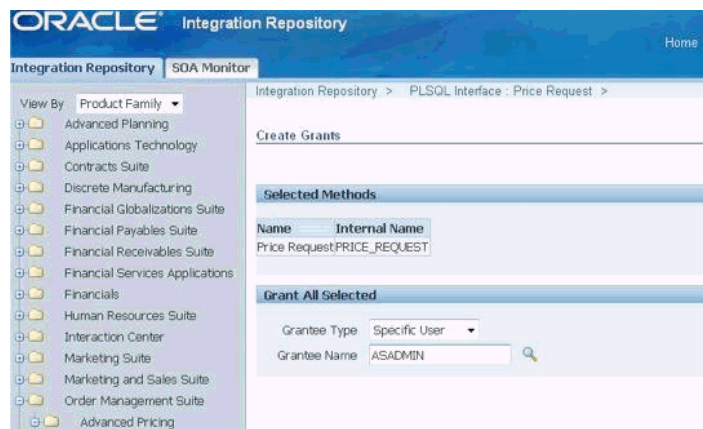 ORACLE® Integration Repository
Home
Integration Repository SOA Monitor
Integration Repository > PLSQL Interface : Price Request >
View By Product Family
Advanced Planning
Applications Technology
Contracts Suite
Discrete Manufacturing
Financial Globalizations Suite
Financial Payables Suite
Financial Receivables Suite
Financial Services Applications
Financials
Human Resources Suite
Interaction Center
Marketing Suite
Marketing and Sales Suite
Order Management Suite
Advanced Pricing
Create Grants
Selected Methods
Name Internal Name
Price Request PRICE_REQUEST
Grant All Selected
Grantee Type Specific User
Grantee Name ASADMIN